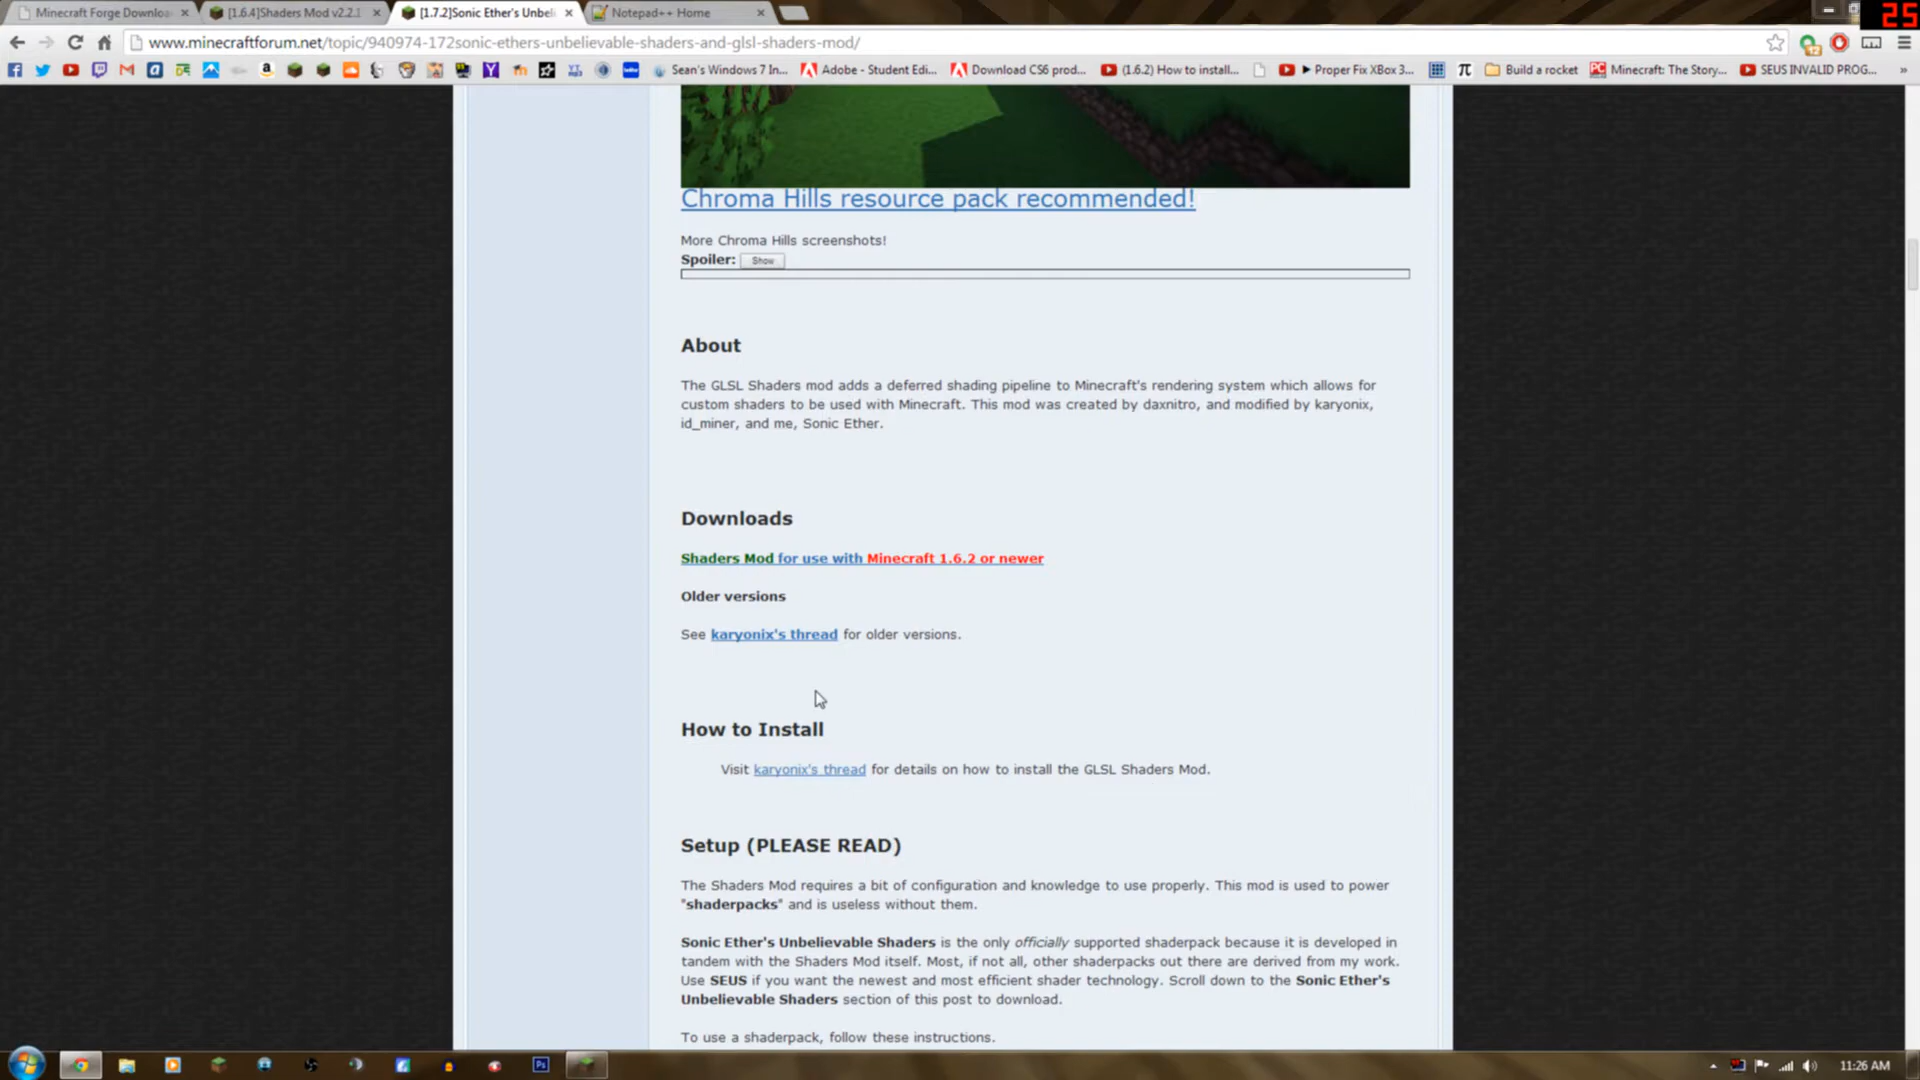 Minecraft Forge Downloa
[1.6.4]Shaders Mod v2.2.1
[1.7.2]Sonic Ether's Unbeli
Notepad++ Home
25
www.minecraftforum.net/topic/940974-172sonic-ethers-unbelievable-shaders-and-glsl-shaders-mod/
Sean's Windows 7 In...
Adobe - Student Edi...
Download CS6 prod...
(1.6.2) How to install...
► Proper Fix XBox 3...
Build a rocket
Minecraft: The Story...
SEUS INVALID PROG...
»
Chroma Hills resource pack recommended!
More Chroma Hills screenshots!
Spoiler: Show
About
The GLSL Shaders mod adds a deferred shading pipeline to Minecraft's rendering system which allows for
custom shaders to be used with Minecraft. This mod was created by daxnitro, and modified by karyonix,
id_miner, and me, Sonic Ether.
Downloads
Shaders Mod for use with Minecraft 1.6.2 or newer
Older versions
See karyonix's thread for older versions.
How to Install
Visit karyonix's thread for details on how to install the GLSL Shaders Mod.
Setup (PLEASE READ)
The Shaders Mod requires a bit of configuration and knowledge to use properly. This mod is used to power
"shaderpacks" and is useless without them.
Sonic Ether's Unbelievable Shaders is the only officially supported shaderpack because it is developed in
tandem with the Shaders Mod itself. Most, if not all, other shaderpacks out there are derived from my work.
Use SEUS if you want the newest and most efficient shader technology. Scroll down to the Sonic Ether's
Unbelievable Shaders section of this post to download.
To use a shaderpack, follow these instructions.
Ps
11:26 AM